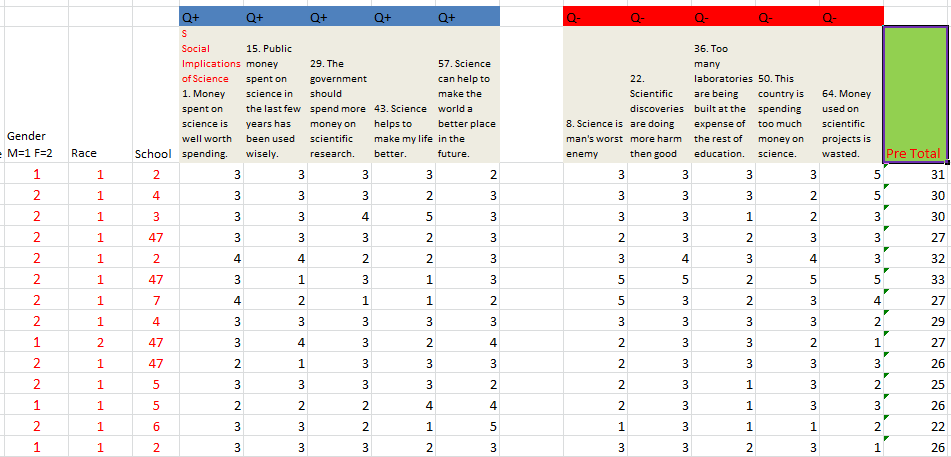 Q+ Q+ Q+ Q+ Q+ Q- Q- Q- Q- Q-
Gender
M=1 F=2
Race
School
S
Social
Implications
of Science
1. Money
spent on
science is
well worth
spending.
15. Public
money
spent on
science in
the last few
years has
been used
wisely.
29. The
government
should
spend more
money on
scientific
research.
43. Science
helps to
make my life
better.
57. Science
can help to
make the
world a
better place
in the
future.
8. Science is
man's worst
enemy
22.
Scientific
discoveries
are doing
more harm
then good
36. Too
many
laboratories
are being
built at the
expense of
the rest of
education.
50. This
country is
spending
too much
money on
science.
64. Money
used on
scientific
projects is
wasted.
Pre Total
1 1 2 3 3 3 3 2 3 3 3 3 5 31
2 1 4 3 3 3 2 3 3 3 3 2 5 30
2 1 3 3 3 4 5 3 3 3 1 2 3 30
2 1 47 3 3 3 2 3 2 3 2 3 3 27
2 1 2 4 4 2 2 3 3 4 3 4 3 32
2 1 47 3 1 3 1 3 5 5 2 5 5 33
2 1 7 4 2 1 1 2 5 3 2 3 4 27
2 1 4 3 3 3 3 3 3 3 3 3 2 29
1 2 47 3 4 3 2 4 2 3 3 2 1 27
2 1 47 2 1 3 3 3 2 3 3 3 3 26
2 1 5 3 3 3 3 2 2 3 1 3 2 25
1 1 5 2 2 2 4 4 2 3 1 3 3 26
2 1 6 3 3 2 1 5 1 3 1 1 2 22
1 1 2 3 3 3 2 3 3 3 2 3 1 26